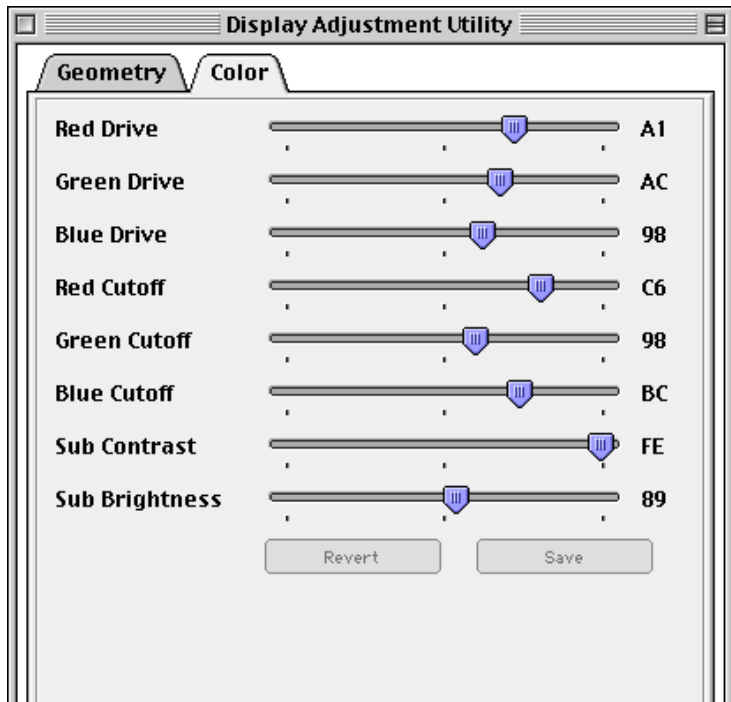 Display Adjustment Utility
Geometry Color
Red Drive A1
Green Drive AC
Blue Drive 98
Red Cutoff C6
Green Cutoff 98
Blue Cutoff BC
Sub Contrast FE
Sub Brightness 89
Revert Save